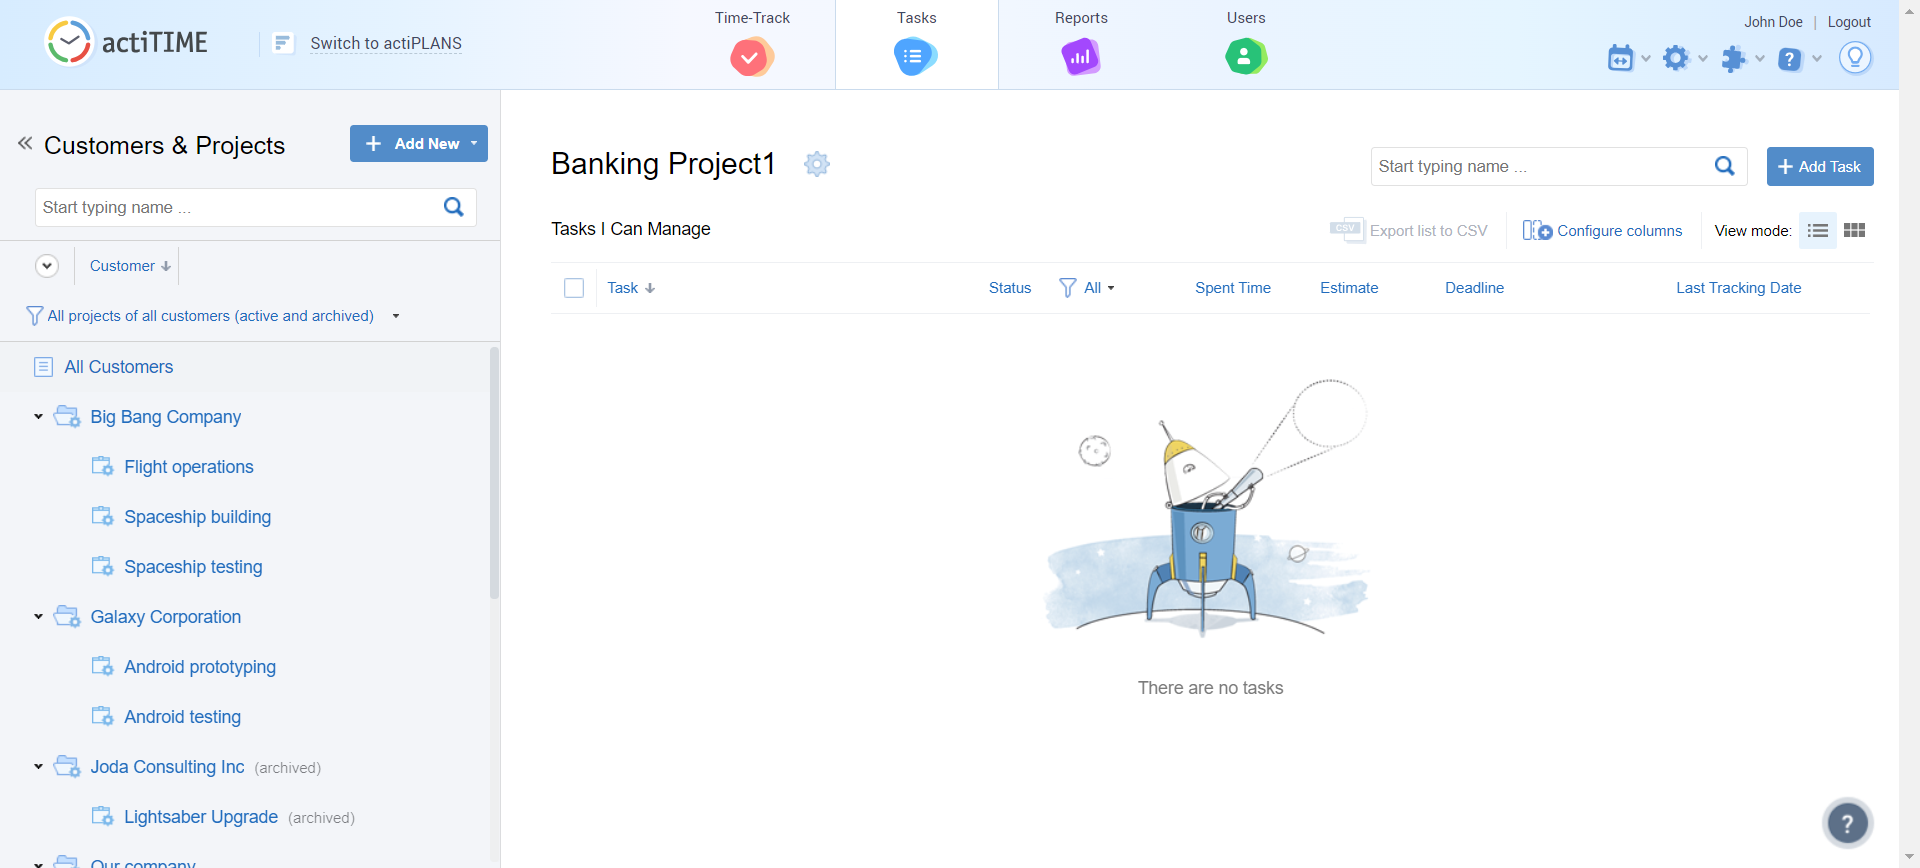 actiTIME
Switch to actiPLANS
Time-Track
Tasks
Reports
Users
John Doe | Logout
Customers & Projects
Add New
Start typing name ...
Customer
All projects of all customers (active and archived)
All Customers
Big Bang Company
Flight operations
Spaceship building
Spaceship testing
Galaxy Corporation
Android prototyping
Android testing
Joda Consulting Inc (archived)
Lightsaber Upgrade (archived)
Our company
Banking Project1
Start typing name ...
Add Task
Tasks I Can Manage
CSV Export list to CSV
Configure columns
View mode:
Task Status All Spent Time Estimate Deadline Last Tracking Date
There are no tasks
?